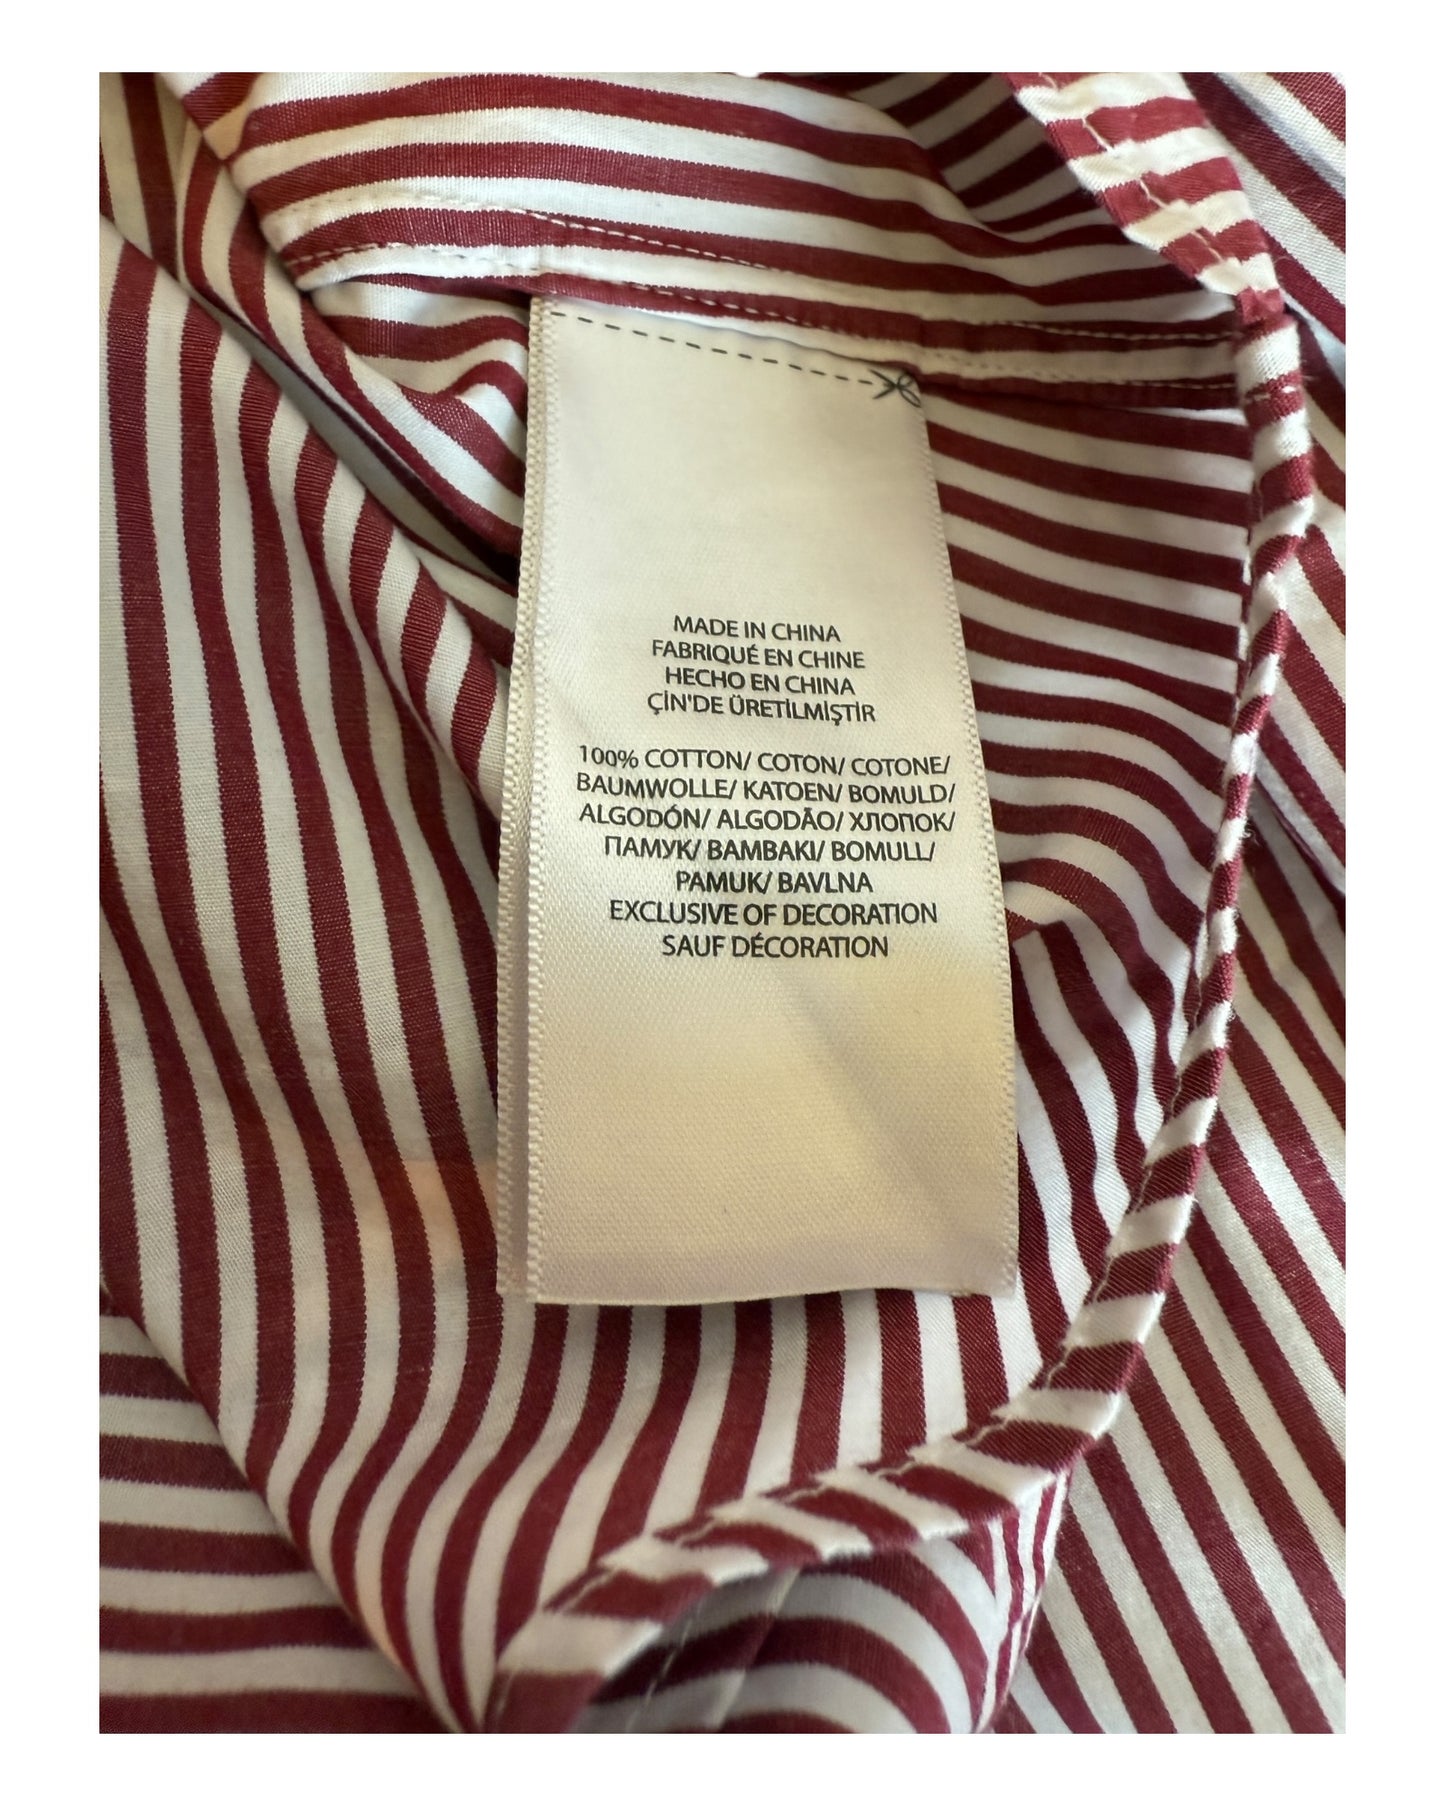 MADE IN CHINA
FABRIQUÉ EN CHINE
HECHO EN CHINA
ÇİN'DE ÜRETİLMİŞTİR
100% COTTON/ COTON/ COTONE/
BAUMWOLLE/ KATOEN/ BOMULD/
ALGODÓN/ ALGODÃO/ ХЛОПОК/
ПАМУК/ BAMBAKI/ BOMULL/
PAMUK/ BAVLNA
EXCLUSIVE OF DECORATION
SAUF DÉCORATION